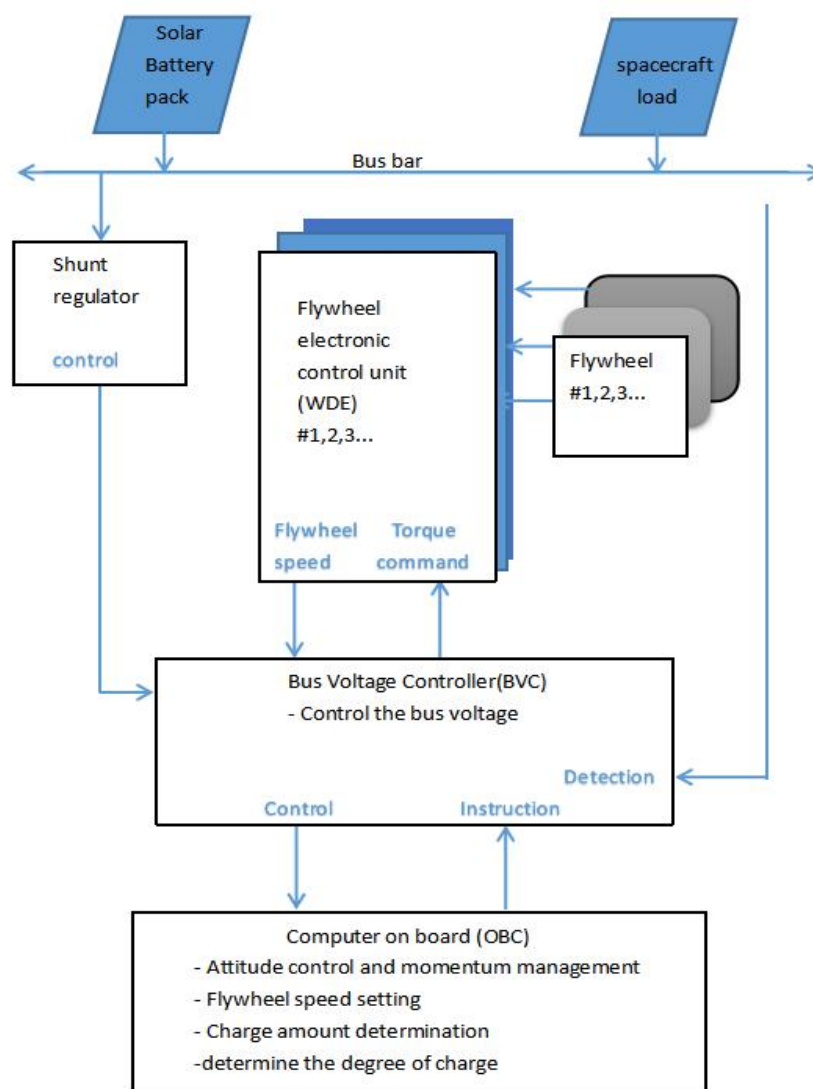 Solar
Battery
pack
spacecraft
load
Bus bar
Shunt
regulator
control
Flywheel
electronic
control unit
(WDE)
#1,2,3...
Flywheel
speed
Torque
command
Flywheel
#1,2,3...
Bus Voltage Controller(BVC)
- Control the bus voltage
Detection
Control
Instruction
Computer on board (OBC)
- Attitude control and momentum management
- Flywheel speed setting
- Charge amount determination
-determine the degree of charge